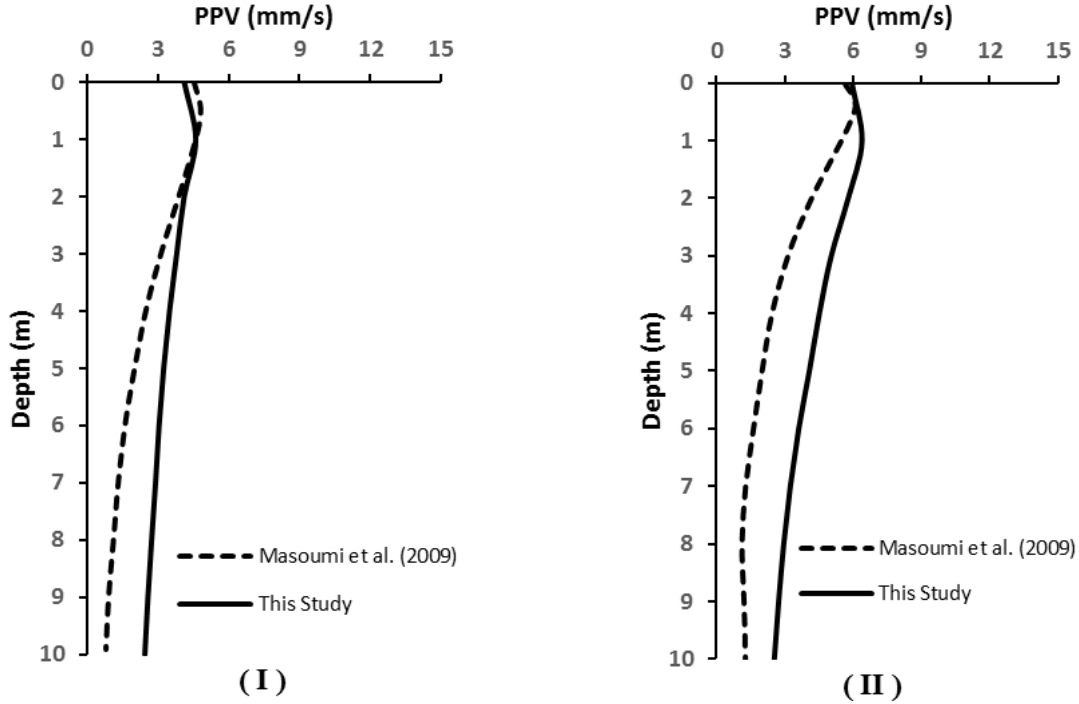 PPV (mm/s)
0 3 6 9 12 15
0
1
2
3
4
5
6
7
8
9
10
Depth (m)
Masoumi et al. (2009)
This Study
( I )
PPV (mm/s)
0 3 6 9 12 15
0
1
2
3
4
5
6
7
8
9
10
Depth (m)
Masoumi et al. (2009)
This Study
( II )